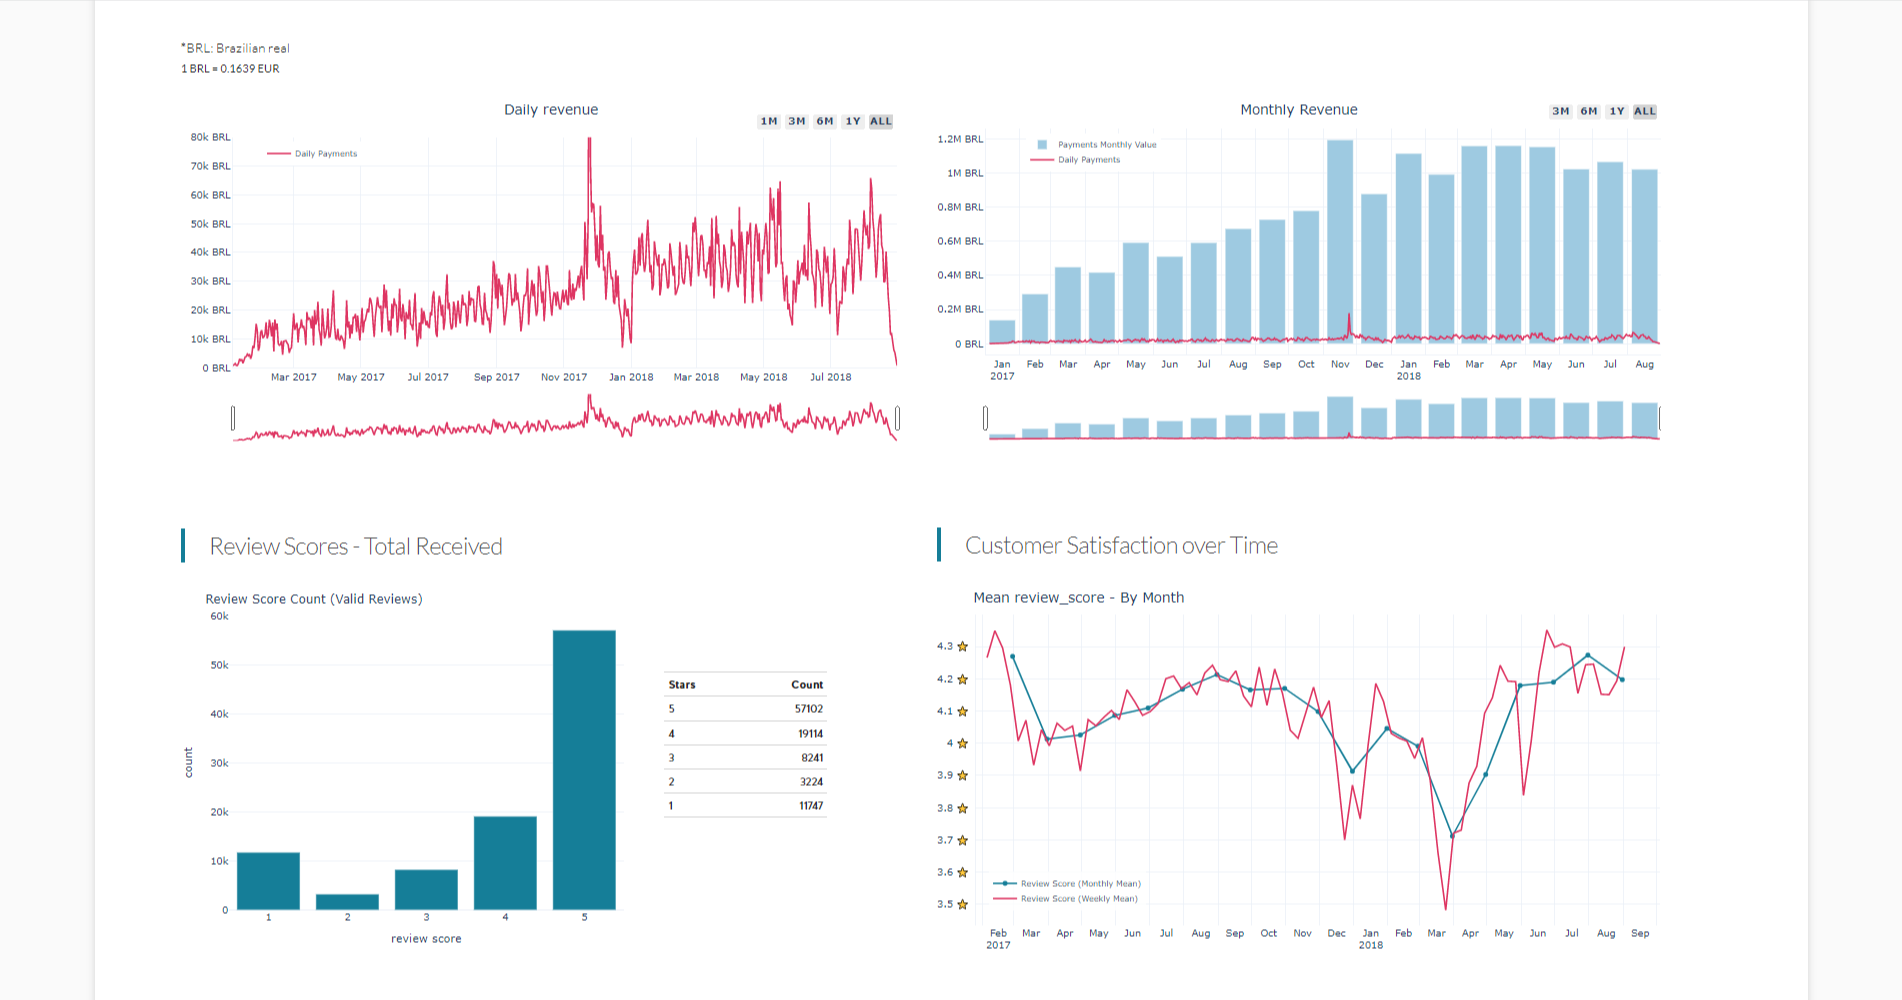 *BRL: Brazilian real
1 BRL = 0.1639 EUR
Daily revenue
1M 3M 6M 1Y ALL
80k BRL
70k BRL
60k BRL
50k BRL
40k BRL
30k BRL
20k BRL
10k BRL
0 BRL
Daily Payments
Mar 2017 May 2017 Jul 2017 Sep 2017 Nov 2017 Jan 2018 Mar 2018 May 2018 Jul 2018
Monthly Revenue
3M 6M 1Y ALL
1.2M BRL
1M BRL
0.8M BRL
0.6M BRL
0.4M BRL
0.2M BRL
0 BRL
Payments Monthly Value
Daily Payments
Jan Feb Mar Apr May Jun Jul Aug Sep Oct Nov Dec Jan Feb Mar Apr May Jun Jul Aug
2017 2018
Review Scores - Total Received
Review Score Count (Valid Reviews)
60k
50k
40k
30k
20k
10k
0
count
1 2 3 4 5
review score
Stars Count
5 57102
4 19114
3 8241
2 3224
1 11747
Customer Satisfaction over Time
Mean review_score - By Month
4.3
4.2
4.1
4
3.9
3.8
3.7
3.6
3.5
Review Score (Monthly Mean)
Review Score (Weekly Mean)
Feb Mar Apr May Jun Jul Aug Sep Oct Nov Dec Jan Feb Mar Apr May Jun Jul Aug Sep
2017 2018